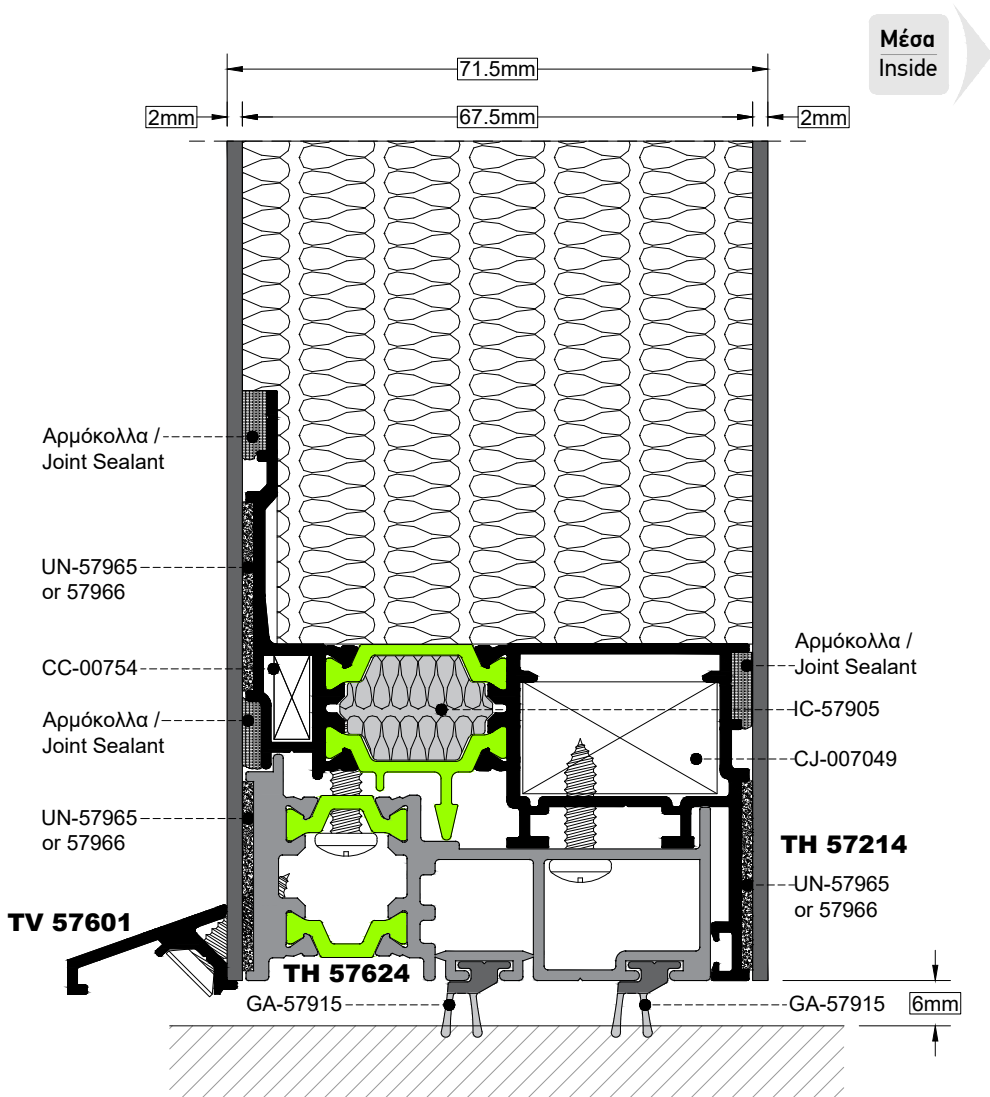 Μέσα
Inside
71.5mm
2mm
67.5mm
2mm
Αρμόκολλα /
Joint Sealant
UN-57965
or 57966
CC-00754
Αρμόκολλα /
Joint Sealant
UN-57965
or 57966
TV 57601
TH 57624
GA-57915
Αρμόκολλα /
Joint Sealant
IC-57905
CJ-007049
TH 57214
UN-57965
or 57966
GA-57915
6mm